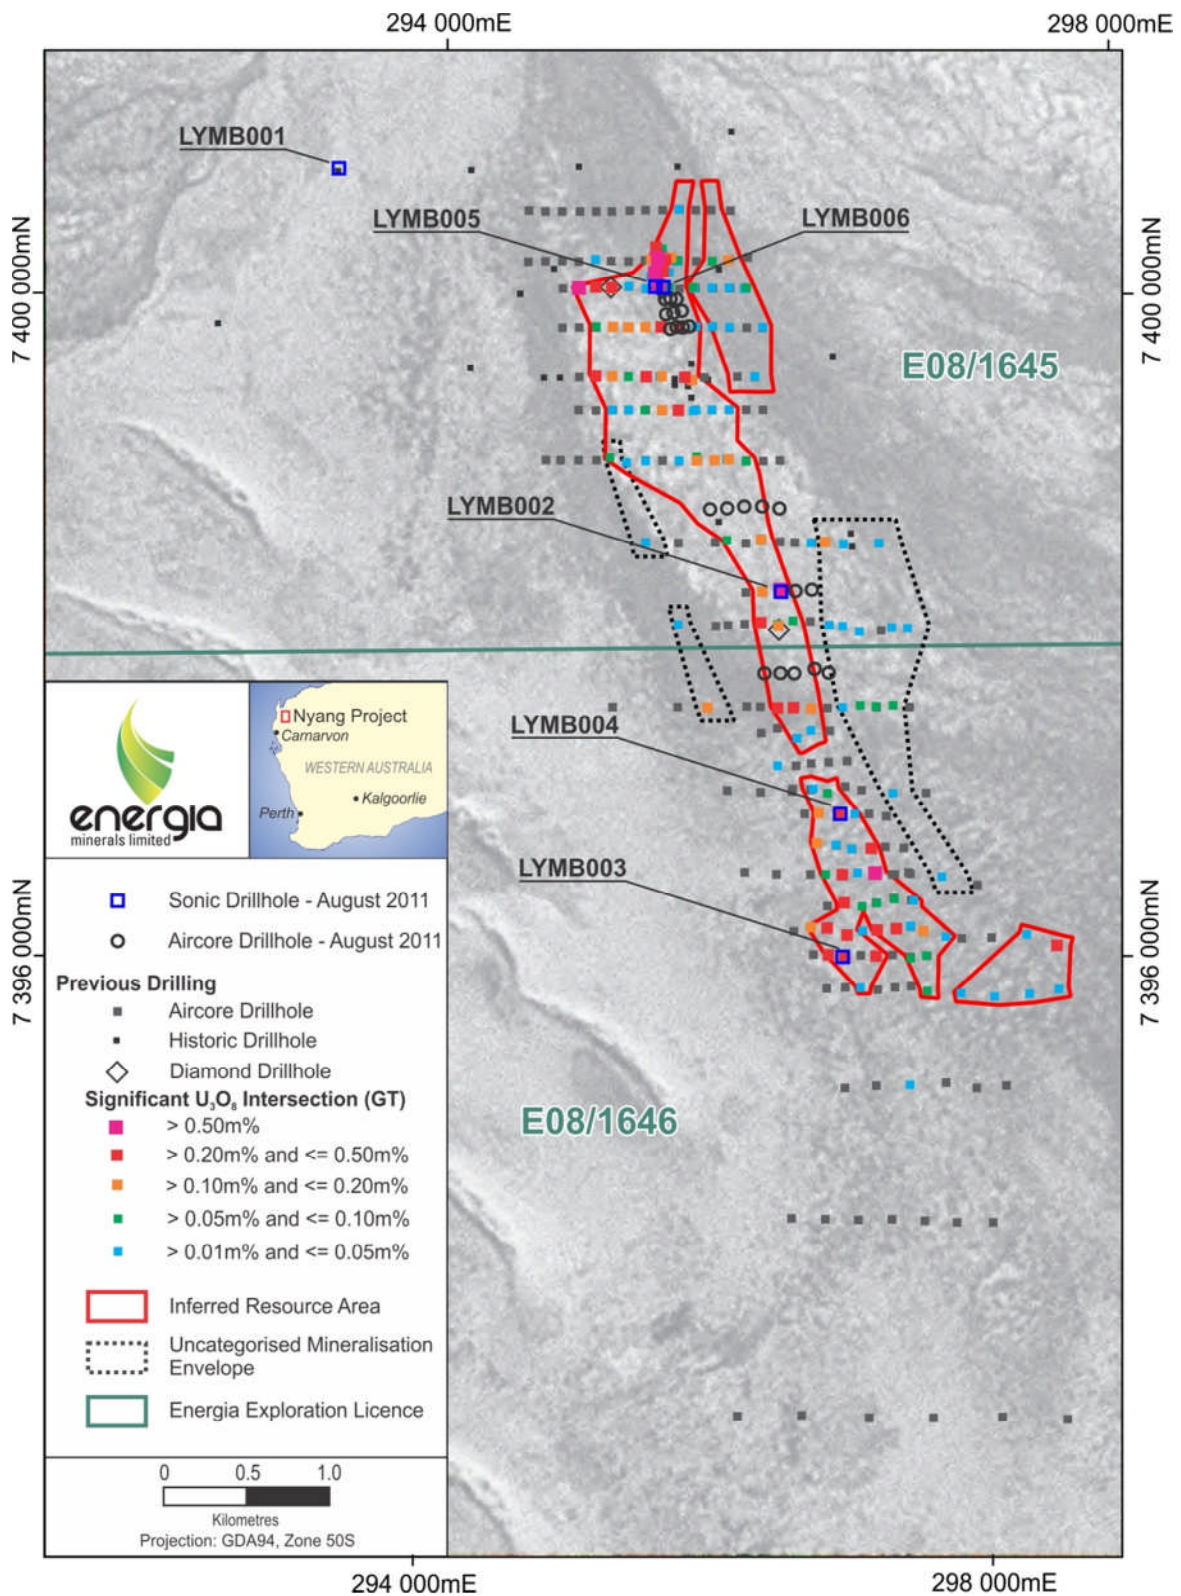 294 000mE
298 000mE
LYMB001
LYMB005
LYMB006
7 400 000mN
7 400 000mN
E08/1645
LYMB002
LYMB004
LYMB003
7 396 000mN
7 396 000mN
E08/1646
energia
minerals limited
Nyang Project
Carnarvon
WESTERN AUSTRALIA
Kalgoorlie
Perth
Sonic Drillhole - August 2011
Aircore Drillhole - August 2011
Previous Drilling
Aircore Drillhole
Historic Drillhole
Diamond Drillhole
Significant U₃O₈ Intersection (GT)
> 0.50m%
> 0.20m% and <= 0.50m%
> 0.10m% and <= 0.20m%
> 0.05m% and <= 0.10m%
> 0.01m% and <= 0.05m%
Inferred Resource Area
Uncategorised Mineralisation
Envelope
Energia Exploration Licence
0 0.5 1.0
Kilometres
Projection: GDA94, Zone 50S
294 000mE
298 000mE